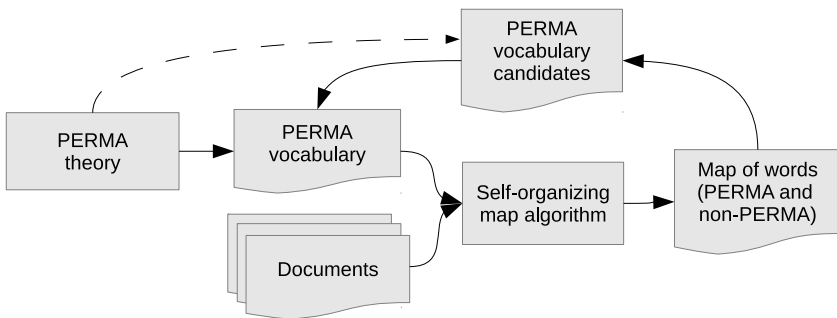 PERMA
vocabulary
candidates
PERMA
theory
PERMA
vocabulary
Self-organizing
map algorithm
Map of words
(PERMA and
non-PERMA)
Documents